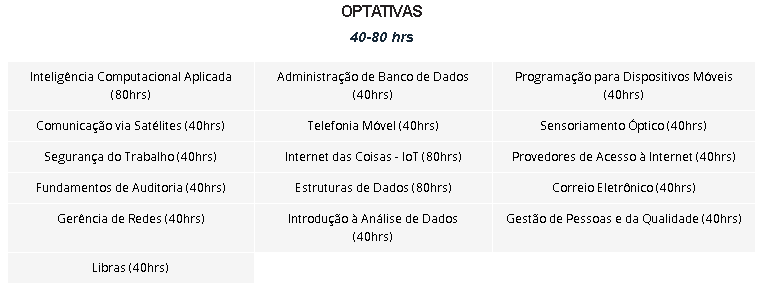 OPTATIVAS
40-80 hrs
Inteligência Computacional Aplicada
(80hrs)
Administração de Banco de Dados
(40hrs)
Programação para Dispositivos Móveis
(40hrs)
Comunicação via Satélites (40hrs)
Telefonia Móvel (40hrs)
Sensoriamento Óptico (40hrs)
Segurança do Trabalho (40hrs)
Internet das Coisas - IoT (80hrs)
Provedores de Acesso à Internet (40hrs)
Fundamentos de Auditoria (40hrs)
Estruturas de Dados (80hrs)
Correio Eletrônico (40hrs)
Gerência de Redes (40hrs)
Introdução à Análise de Dados
(40hrs)
Gestão de Pessoas e da Qualidade (40hrs)
Libras (40hrs)